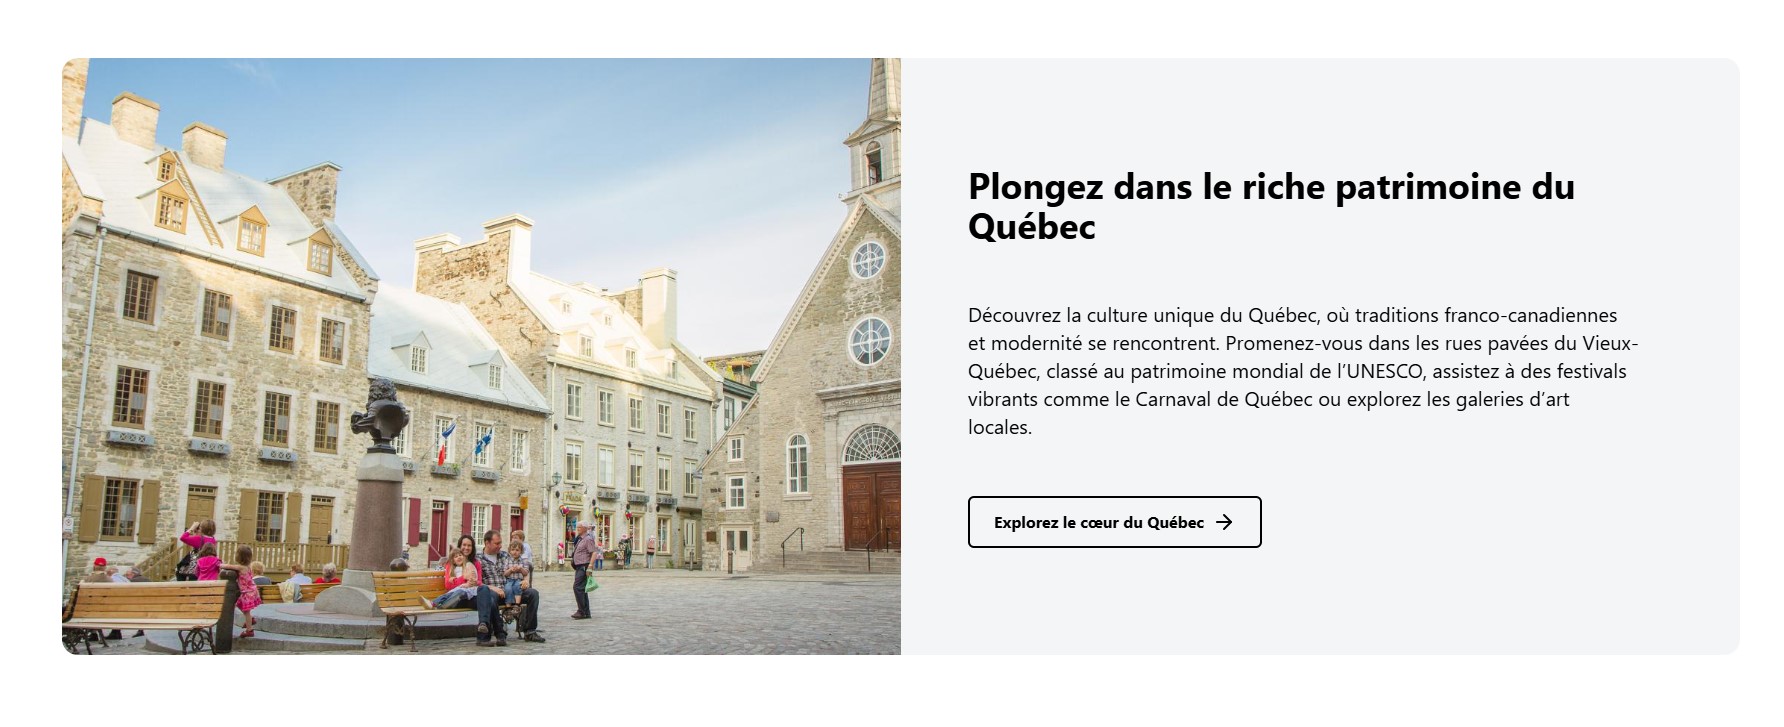 Plongez dans le riche patrimoine du
Québec
Découvrez la culture unique du Québec, où traditions franco-canadiennes
et modernité se rencontrent. Promenez-vous dans les rues pavées du Vieux-
Québec, classé au patrimoine mondial de l’UNESCO, assistez à des festivals
vibrants comme le Carnaval de Québec ou explorez les galeries d’art
locales.
Explorez le cœur du Québec